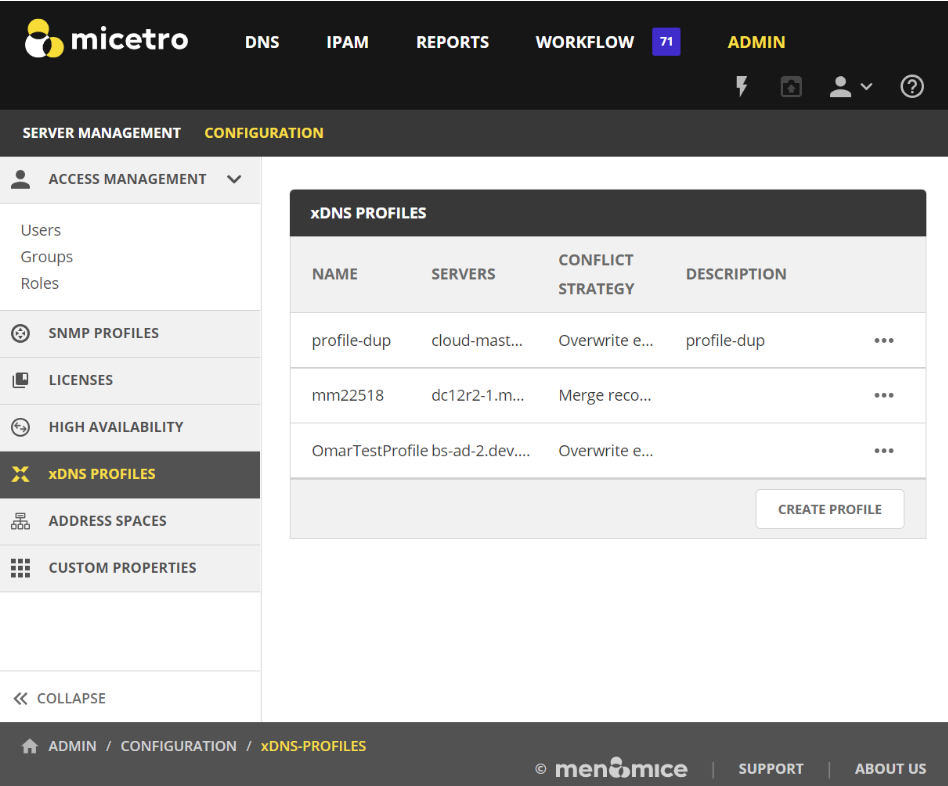 micetro DNS IPAM REPORTS WORKFLOW 71 ADMIN
SERVER MANAGEMENT CONFIGURATION
ACCESS MANAGEMENT
Users
Groups
Roles
SNMP PROFILES
LICENSES
HIGH AVAILABILITY
xDNS PROFILES
ADDRESS SPACES
CUSTOM PROPERTIES
COLLAPSE
xDNS PROFILES
NAME SERVERS CONFLICT STRATEGY DESCRIPTION
profile-dup cloud-mast... Overwrite e... profile-dup
mm22518 dc12r2-1.m... Merge reco...
OmarTestProfile bs-ad-2.dev.... Overwrite e...
CREATE PROFILE
ADMIN / CONFIGURATION / xDNS-PROFILES
© men&mice | SUPPORT | ABOUT US